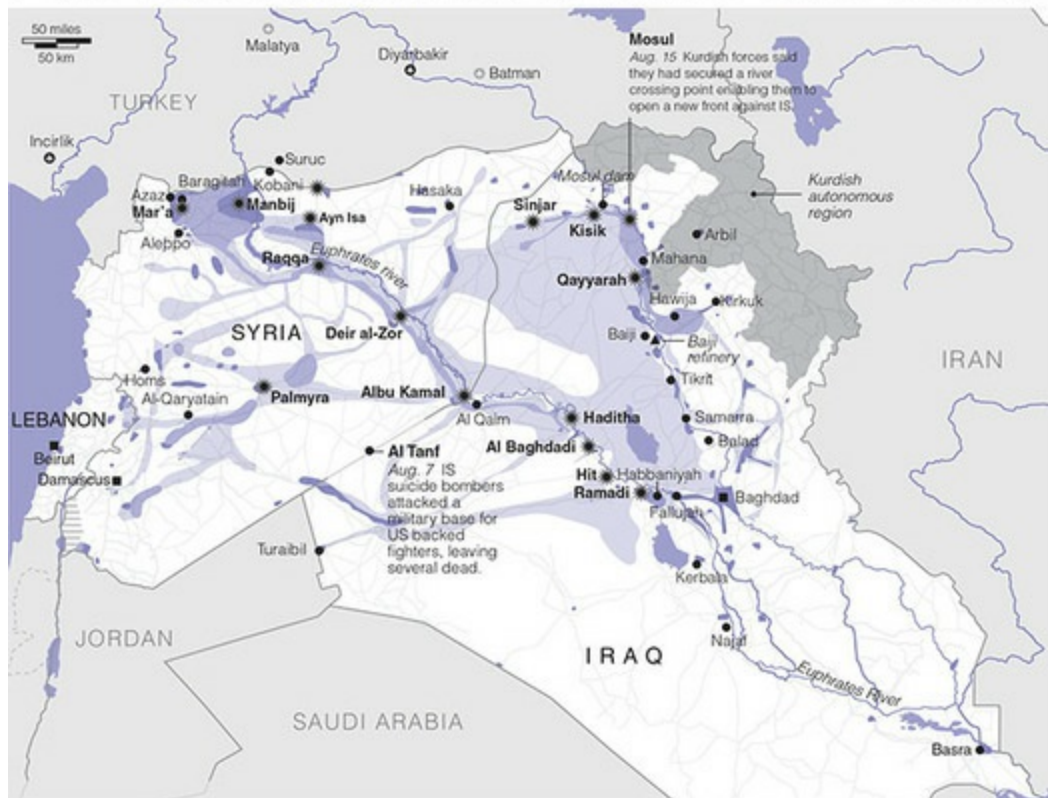 50 miles
50 km
Malatya
Diyarbakir
Batman
Mosul
Aug. 15 Kurdish forces said
they had secured a river
crossing point enabling them to
open a new front against IS.
TURKEY
Incirlik
Suruc
Baragitah
Kobani
Azaz
Mar'a
Manbij
Ayn Isa
Hasaka
Mosul dam
Sinjar
Kisik
Kurdish
autonomous
region
Aleppo
Arbil
Raqqa
Euphrates river
Mahana
Qayyarah
Hawija
Kirkuk
SYRIA
Deir al-Zor
Baiji
Baiji
refinery
IRAN
Homs
Tikrit
Al-Qaryatain
Palmyra
Albu Kamal
Al Qaim
Haditha
Samarra
LEBANON
Beirut
Al Baghdadi
Balad
Damascus
Al Tanf
Aug. 7 IS
suicide bombers
attacked a
military base for
US backed
fighters, leaving
several dead.
Hit
Habbaniyah
Ramadi
Baghdad
Fallujah
Turaibil
Kerbala
JORDAN
Najaf
IRAQ
Euphrates River
SAUDI ARABIA
Basra